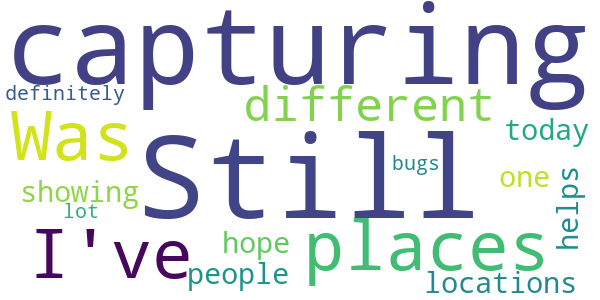 capturing
definitely
different
Was
Still
today
bugs
one
showing
helps
lot
I've
hope
places
people
locations